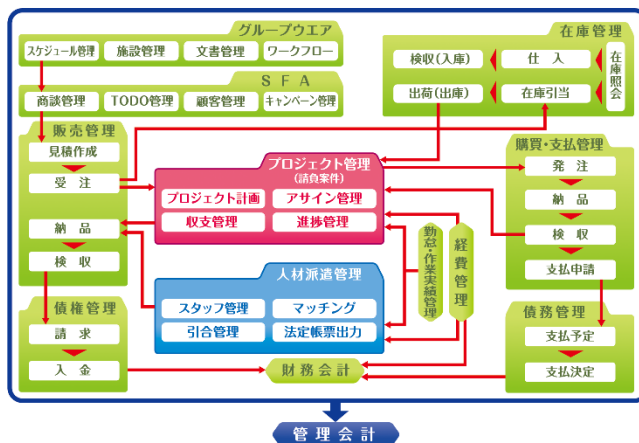 グループウエア
スケジュール管理 施設管理 文書管理 ワークフロー
SFA
商談管理 TODO管理 顧客管理 キャンペーン管理
在庫管理
検収(入庫) 仕入
出荷(出庫) 在庫引当
在庫照会
販売管理
見積作成
受注
納品
検収
プロジェクト管理
(請負案件)
プロジェクト計画 アサイン管理
収支管理 進捗管理
購買・支払管理
発注
納品
検収
支払申請
人材派遣管理
スタッフ管理 マッチング
引合管理 法定帳票出力
勤怠・作業実績管理
経費管理
債権管理
請求
入金
財務会計
債務管理
支払予定
支払決定
管理会計